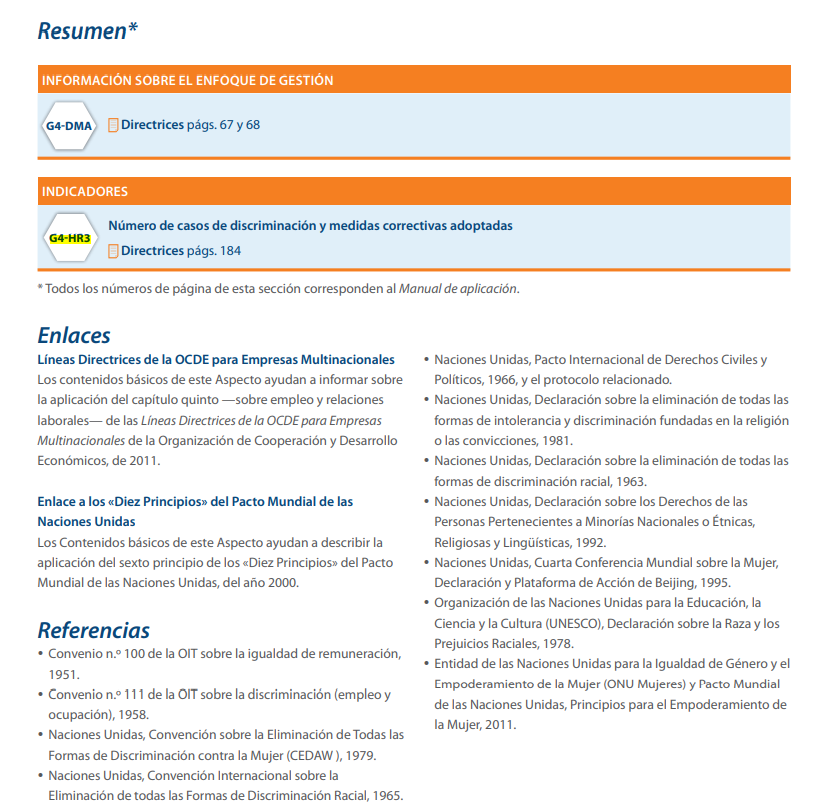 Resumen*
INFORMACIÓN SOBRE EL ENFOQUE DE GESTIÓN
G4-DMA
Directrices págs. 67 y 68
INDICADORES
G4-HR3
Número de casos de discriminación y medidas correctivas adoptadas
Directrices págs. 184
* Todos los números de página de esta sección corresponden al Manual de aplicación.
Enlaces
Líneas Directrices de la OCDE para Empresas Multinacionales
Los contenidos básicos de este Aspecto ayudan a informar sobre
la aplicación del capítulo quinto —sobre empleo y relaciones
laborales— de las Líneas Directrices de la OCDE para Empresas
Multinacionales de la Organización de Cooperación y Desarrollo
Económicos, de 2011.
Enlace a los «Diez Principios» del Pacto Mundial de las
Naciones Unidas
Los Contenidos básicos de este Aspecto ayudan a describir la
aplicación del sexto principio de los «Diez Principios» del Pacto
Mundial de las Naciones Unidas, del año 2000.
Referencias
• Convenio n.º 100 de la OIT sobre la igualdad de remuneración,
1951.
• Convenio n.º 111 de la OIT sobre la discriminación (empleo y
ocupación), 1958.
• Naciones Unidas, Convención sobre la Eliminación de Todas las
Formas de Discriminación contra la Mujer (CEDAW ), 1979.
• Naciones Unidas, Convención Internacional sobre la
Eliminación de todas las Formas de Discriminación Racial, 1965.
• Naciones Unidas, Pacto Internacional de Derechos Civiles y
Políticos, 1966, y el protocolo relacionado.
• Naciones Unidas, Declaración sobre la eliminación de todas las
formas de intolerancia y discriminación fundadas en la religión
o las convicciones, 1981.
• Naciones Unidas, Declaración sobre la eliminación de todas las
formas de discriminación racial, 1963.
• Naciones Unidas, Declaración sobre los Derechos de las
Personas Pertenecientes a Minorías Nacionales o Étnicas,
Religiosas y Lingüísticas, 1992.
• Naciones Unidas, Cuarta Conferencia Mundial sobre la Mujer,
Declaración y Plataforma de Acción de Beijing, 1995.
• Organización de las Naciones Unidas para la Educación, la
Ciencia y la Cultura (UNESCO), Declaración sobre la Raza y los
Prejuicios Raciales, 1978.
• Entidad de las Naciones Unidas para la Igualdad de Género y el
Empoderamiento de la Mujer (ONU Mujeres) y Pacto Mundial
de las Naciones Unidas, Principios para el Empoderamiento de
la Mujer, 2011.